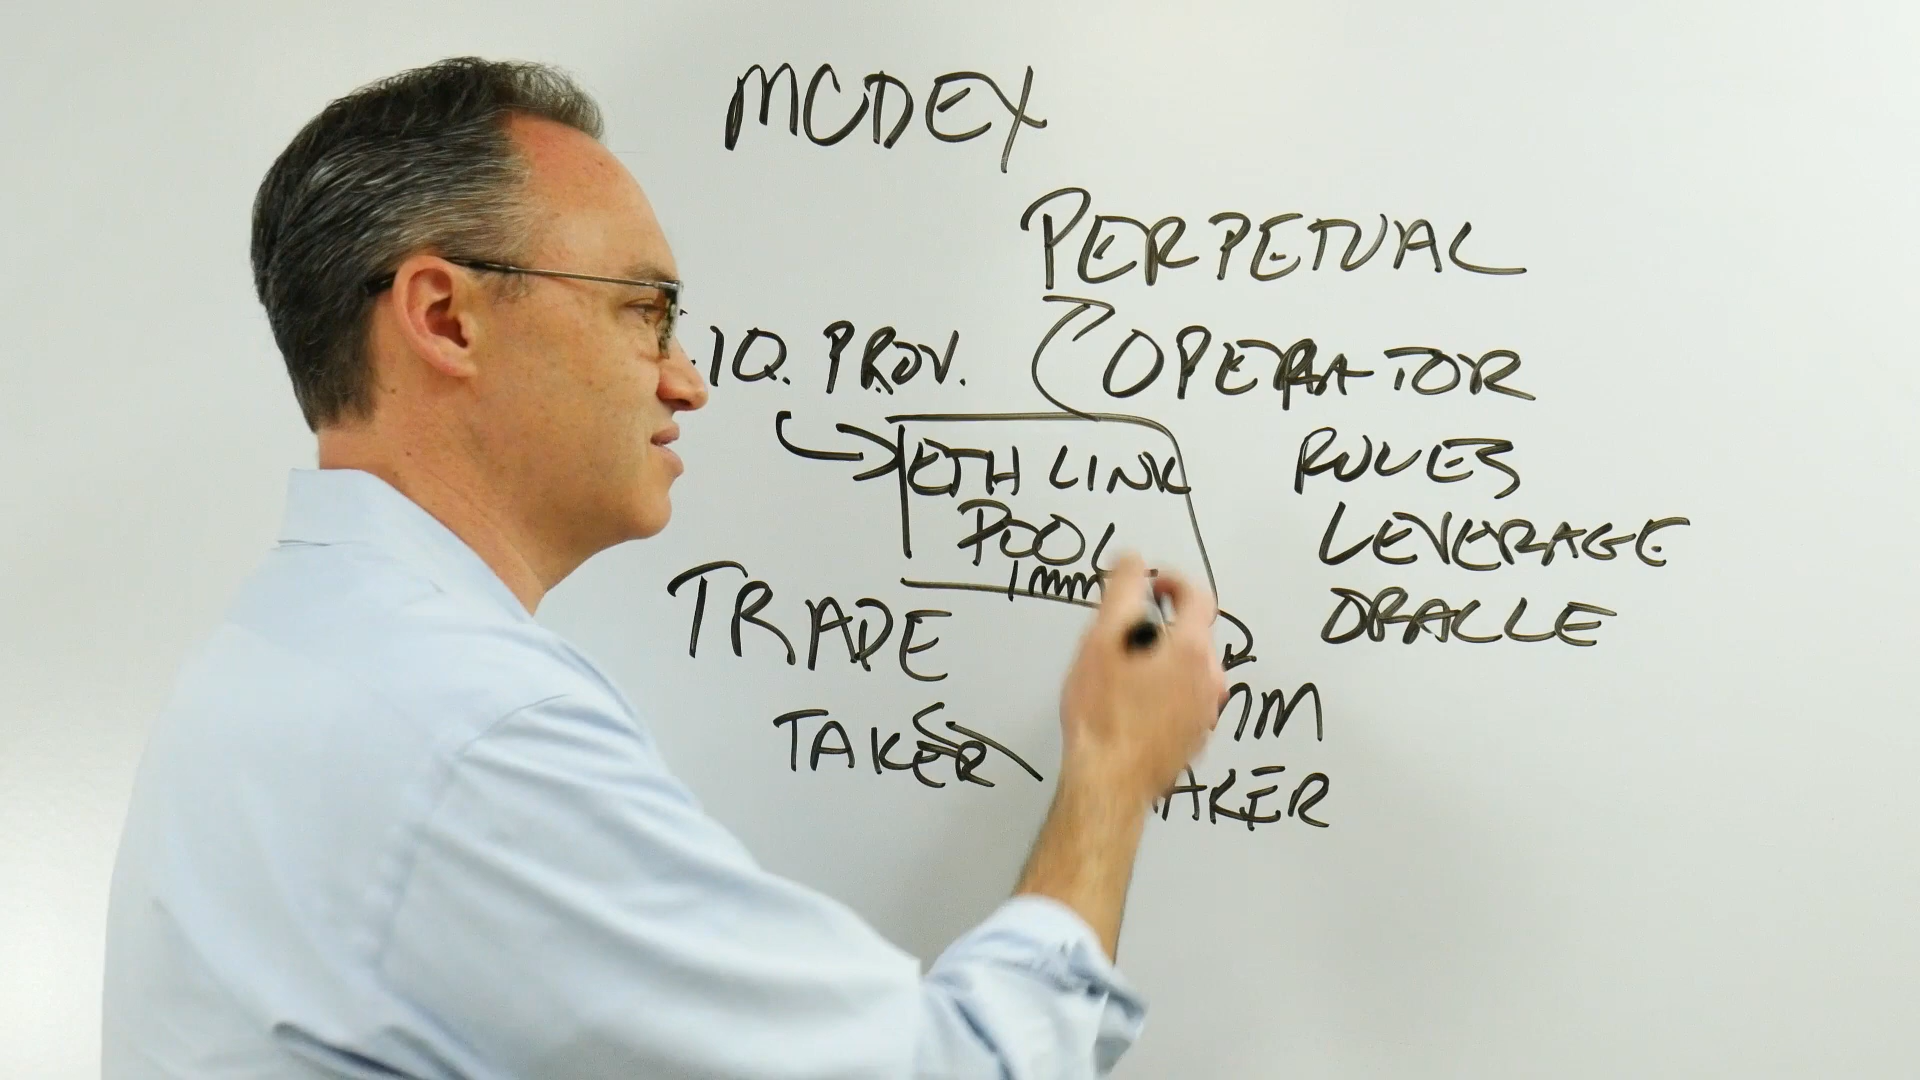 MCDEX
PERPETUAL
IQ. PROV.
OPERATOR
ETH LINK
POOL
RULES
LEVERAGE
ORACLE
TRADE
TAKER
AKER